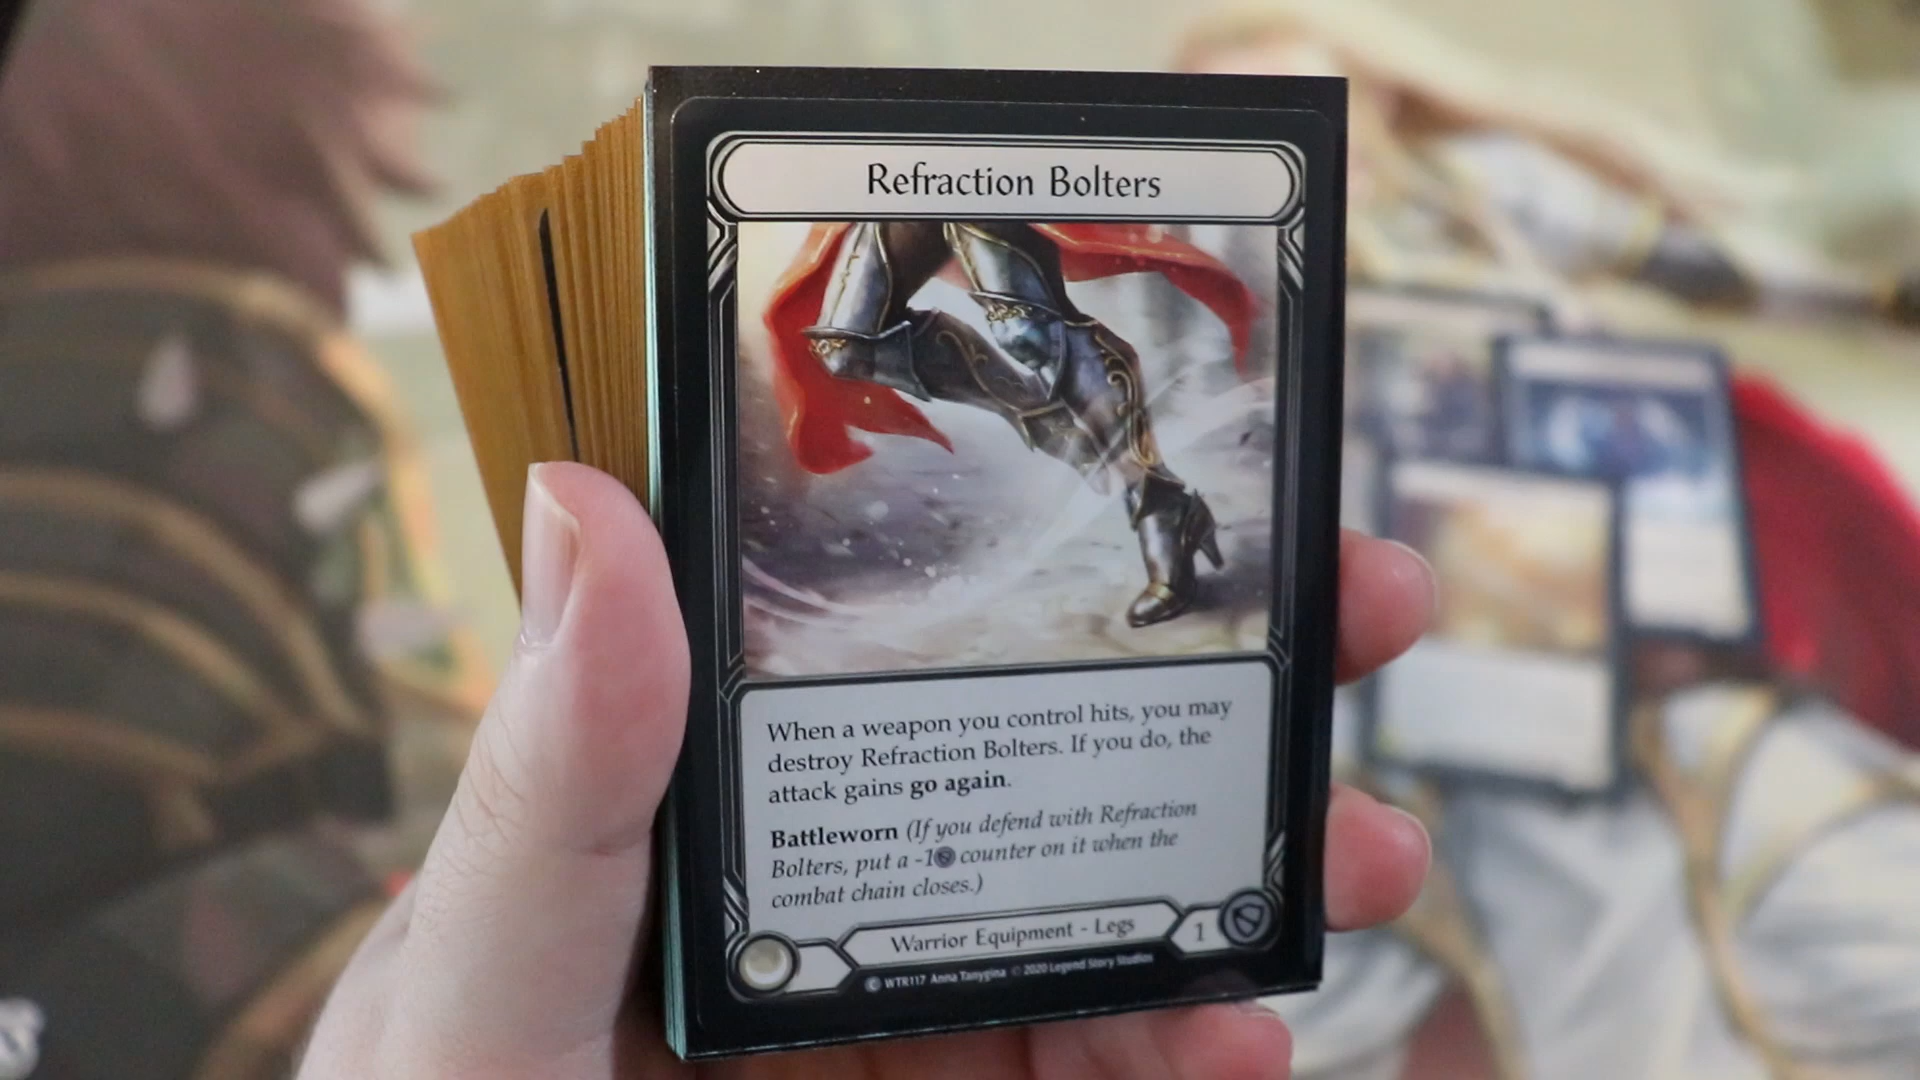 Refraction Bolters
When a weapon you control hits, you may
destroy Refraction Bolters. If you do, the
attack gains go again.
Battleworn (If you defend with Refraction
Bolters, put a -1 counter on it when the
combat chain closes.)
Warrior Equipment - Legs
1
C WTR117 Anna Tanygina © 2020 Legend Story Studios